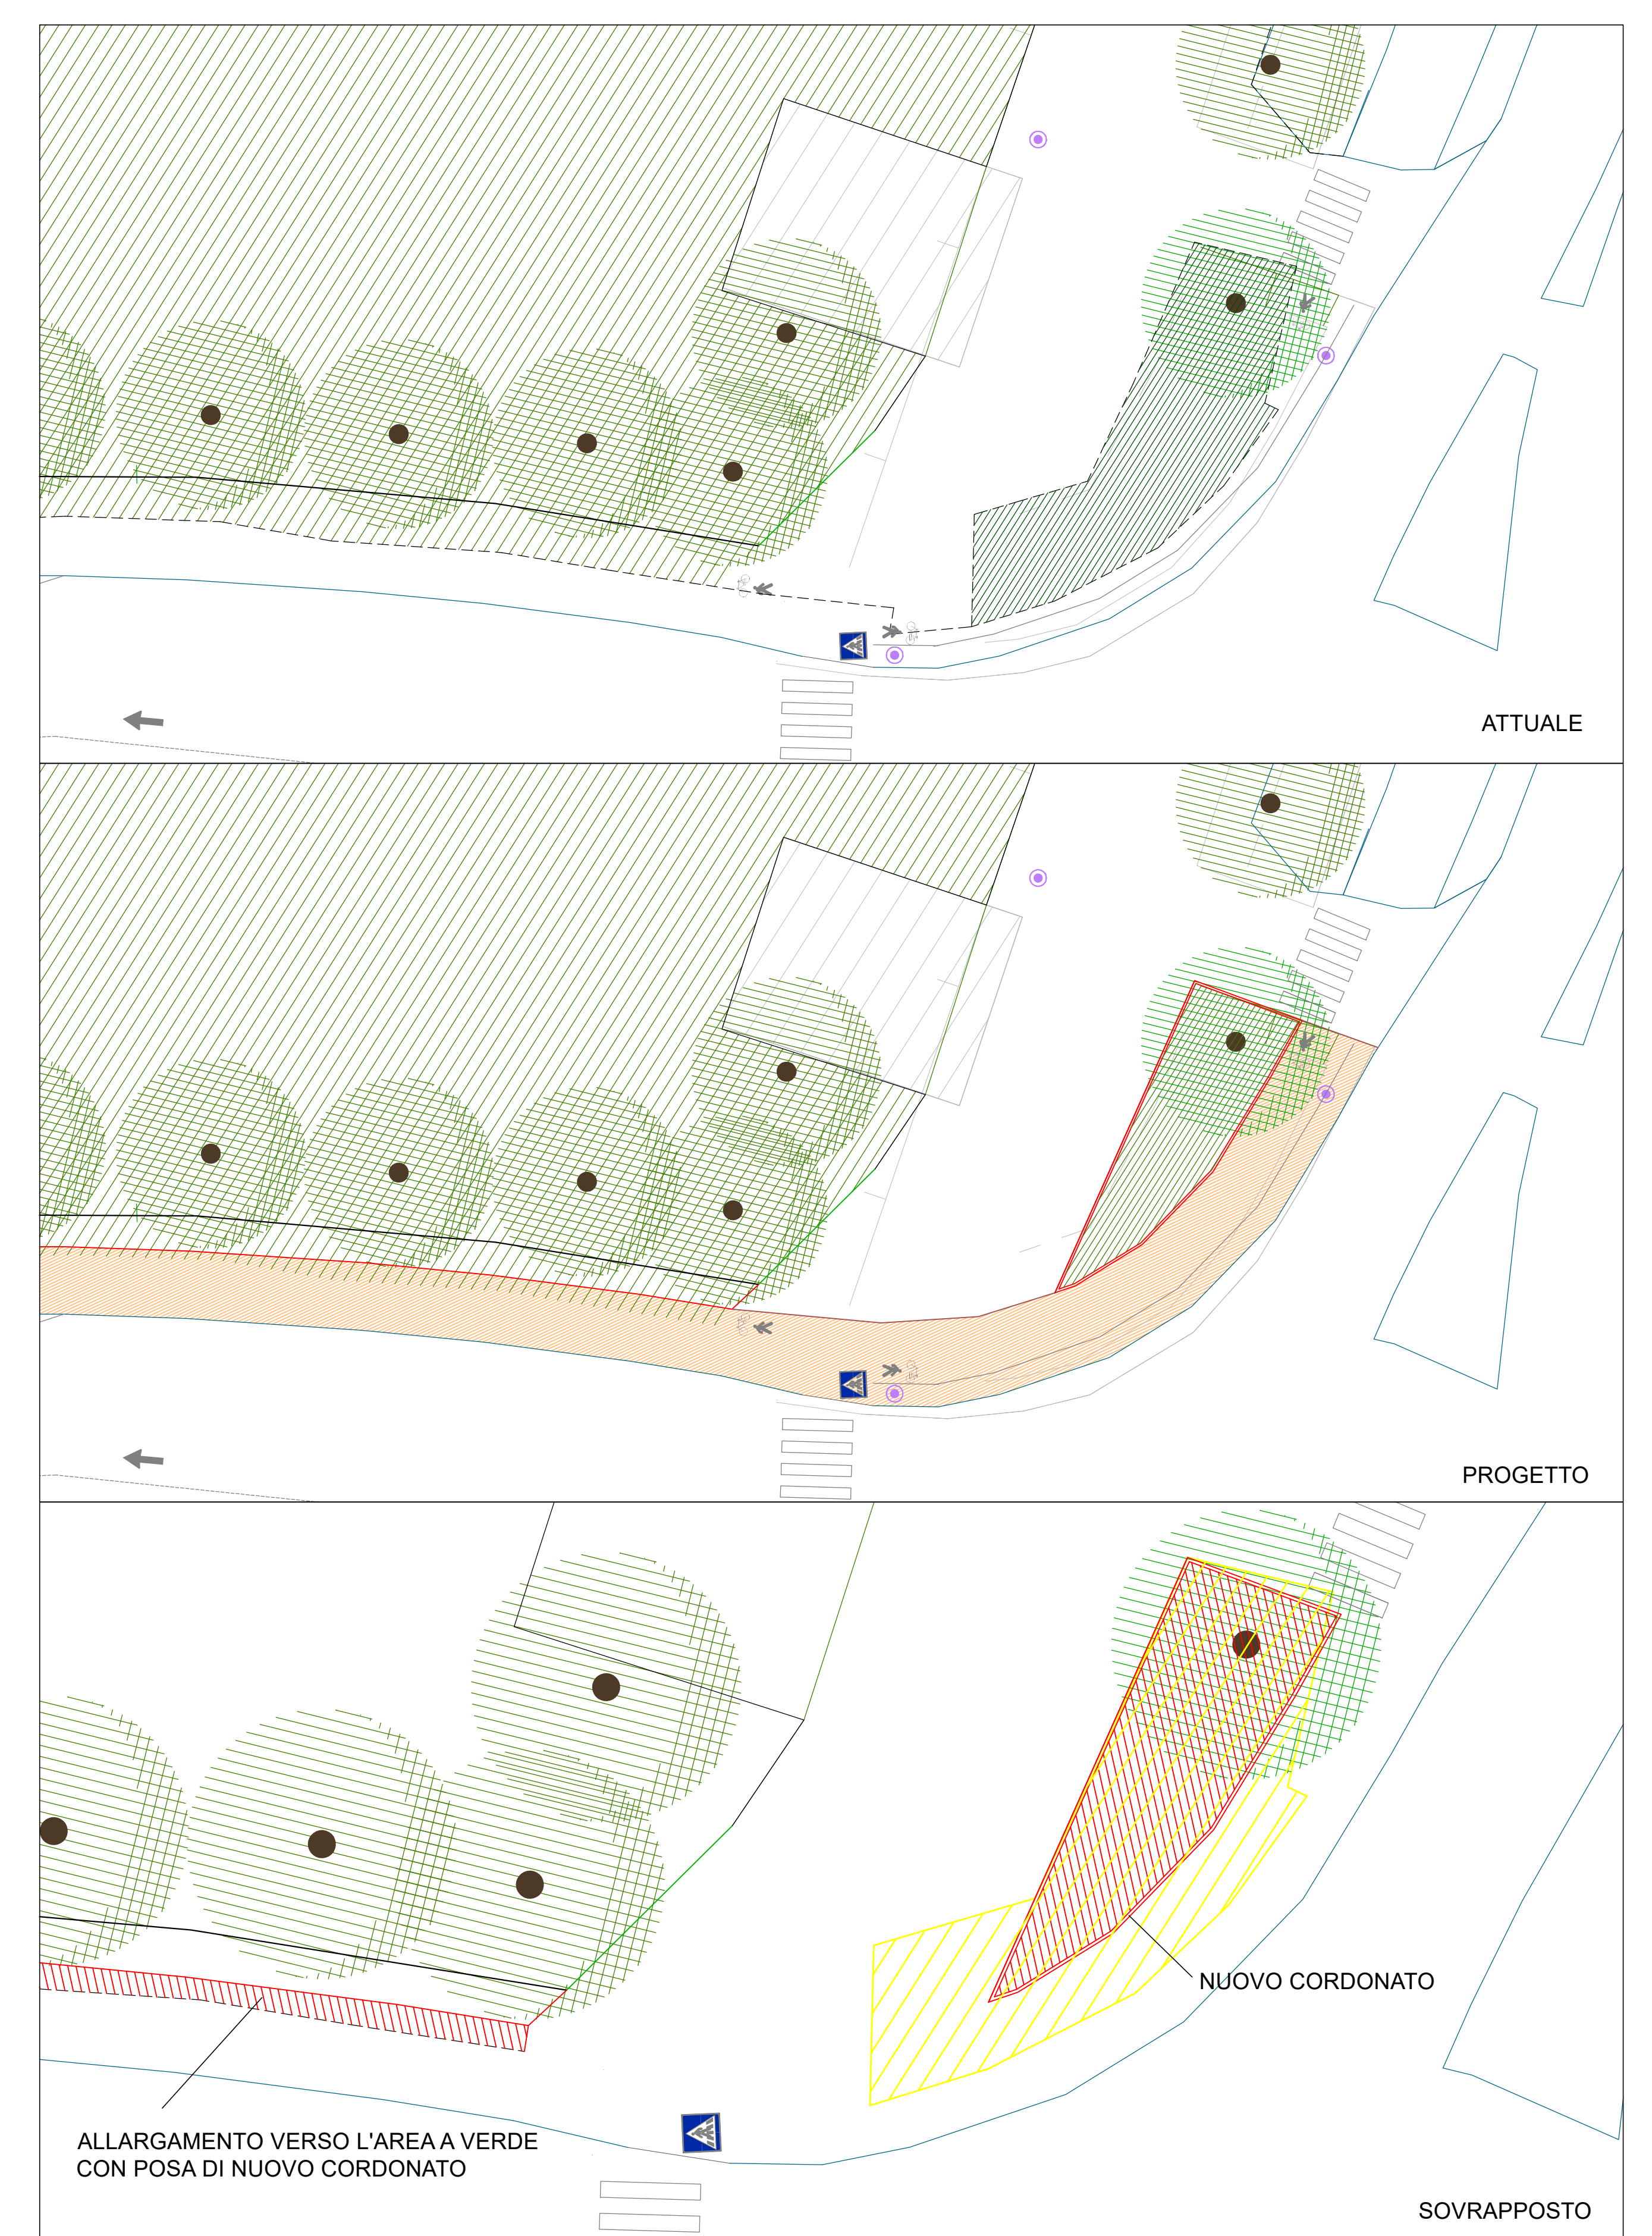 ATTUALE
PROGETTO
NUOVO CORDONATO
ALLARGAMENTO VERSO L'AREA A VERDE
CON POSA DI NUOVO CORDONATO
SOVRAPPOSTO